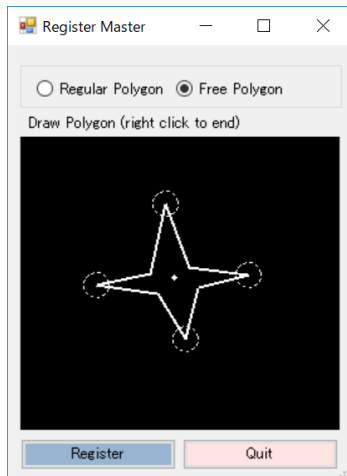 Register Master
Regular Polygon Free Polygon
Draw Polygon (right click to end)
Register Quit